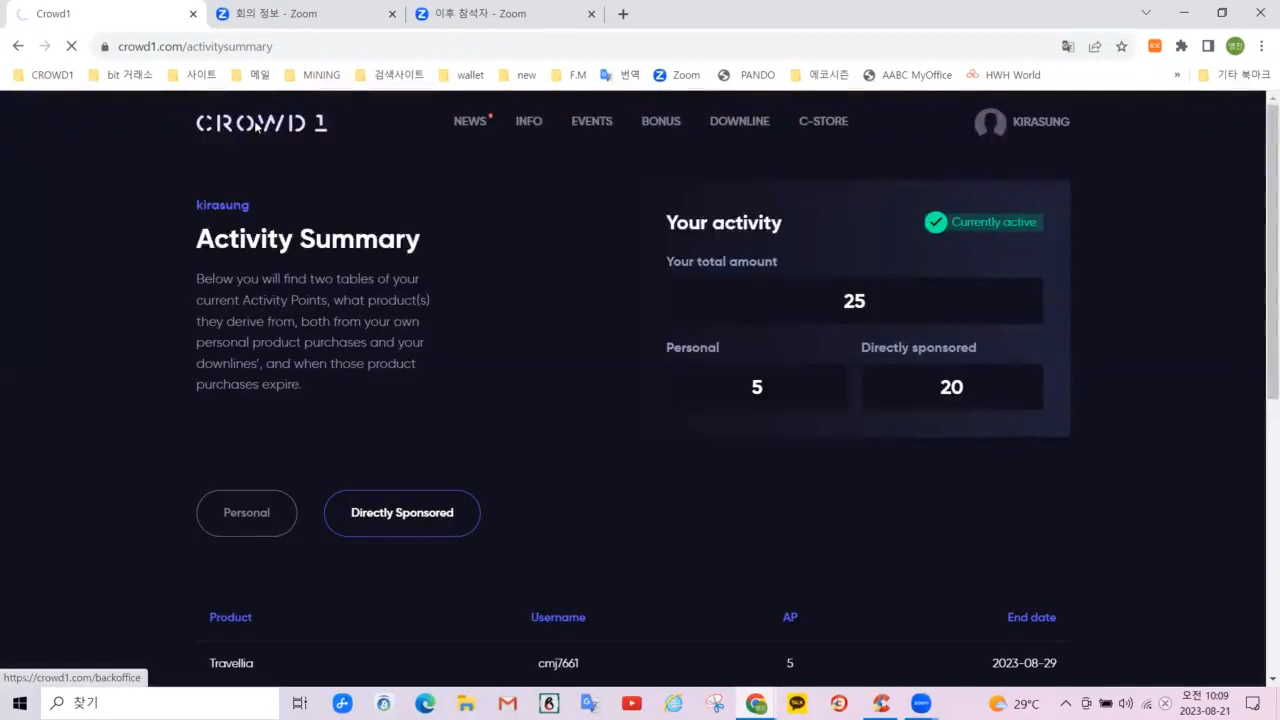 Crowd1
회의 정보 - Zoom
이후 참석자 - Zoom
crowd1.com/activitysummary
CROWD1
bit 거래소
사이트
메일
MINING
검색사이트
wallet
new
F.M
번역
Zoom
PANDO
에코시즌
AABC MyOffice
HWH World
»
기타 북마크
CROWD 1
NEWS
INFO
EVENTS
BONUS
DOWNLINE
C-STORE
KIRASUNG
kirasung
Activity Summary
Below you will find two tables of your
current Activity Points, what product(s)
they derive from, both from your own
personal product purchases and your
downlines', and when those product
purchases expire.
Your activity
Currently active
Your total amount
25
Personal
Directly sponsored
5
20
Personal
Directly Sponsored
Product
Username
AP
End date
Travellia
cmj7661
5
2023-08-29
https://crowd1.com/backoffice
찾기
29°C
오전 10:09
2023-08-21